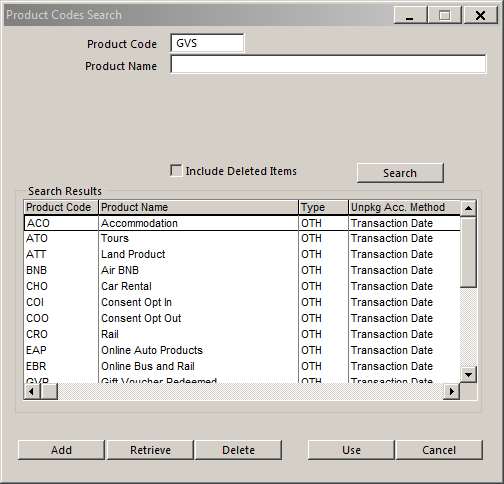 Product Codes Search
Product Code GVS
Product Name
Include Deleted Items Search
Search Results
Product Code Product Name Type Unpkg Acc. Method
ACO Accommodation OTH Transaction Date
ATO Tours OTH Transaction Date
ATT Land Product OTH Transaction Date
BNB Air BNB OTH Transaction Date
CHO Car Rental OTH Transaction Date
COI Consent Opt In OTH Transaction Date
COO Consent Opt Out OTH Transaction Date
CRO Rail OTH Transaction Date
EAP Online Auto Products OTH Transaction Date
EBR Online Bus and Rail OTH Transaction Date
GVR Gift Voucher Redeemed OTH Transaction Date
Add Retrieve Delete Use Cancel